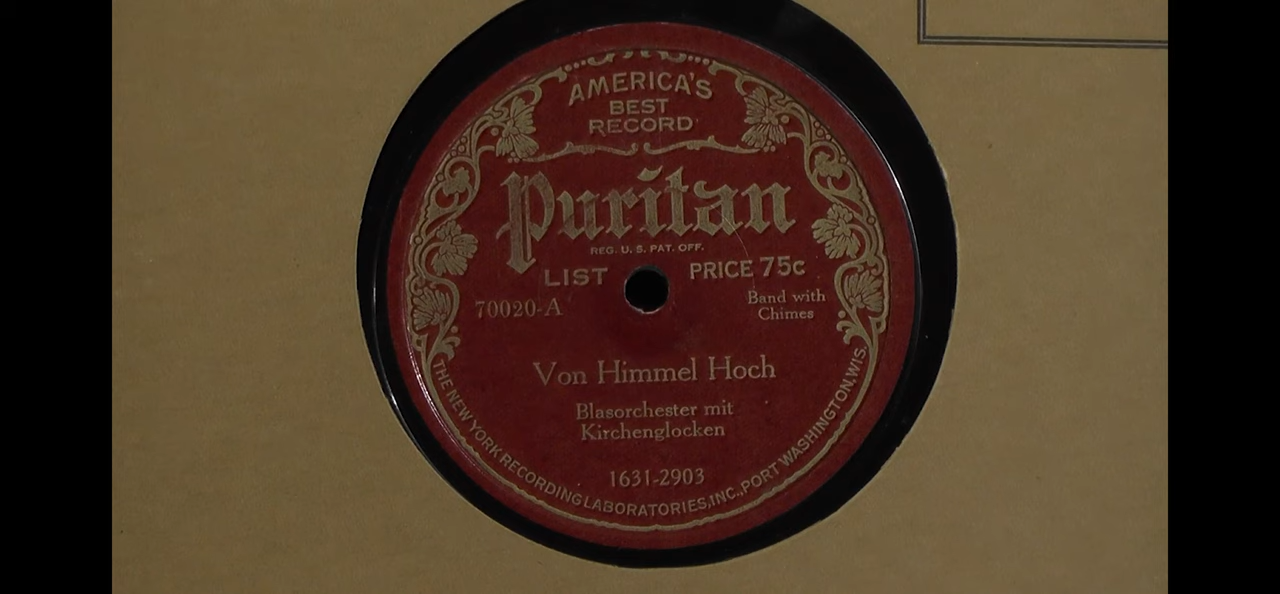 AMERICA'S
BEST
RECORD
Puritan
REG. U. S. PAT. OFF.
LIST PRICE 75c
70020-A
Band with
Chimes
Von Himmel Hoch
Blasorchester mit
Kirchenglocken
1631-2903
THE NEW YORK RECORDING LABORATORIES, INC., PORT WASHINGTON, WIS.